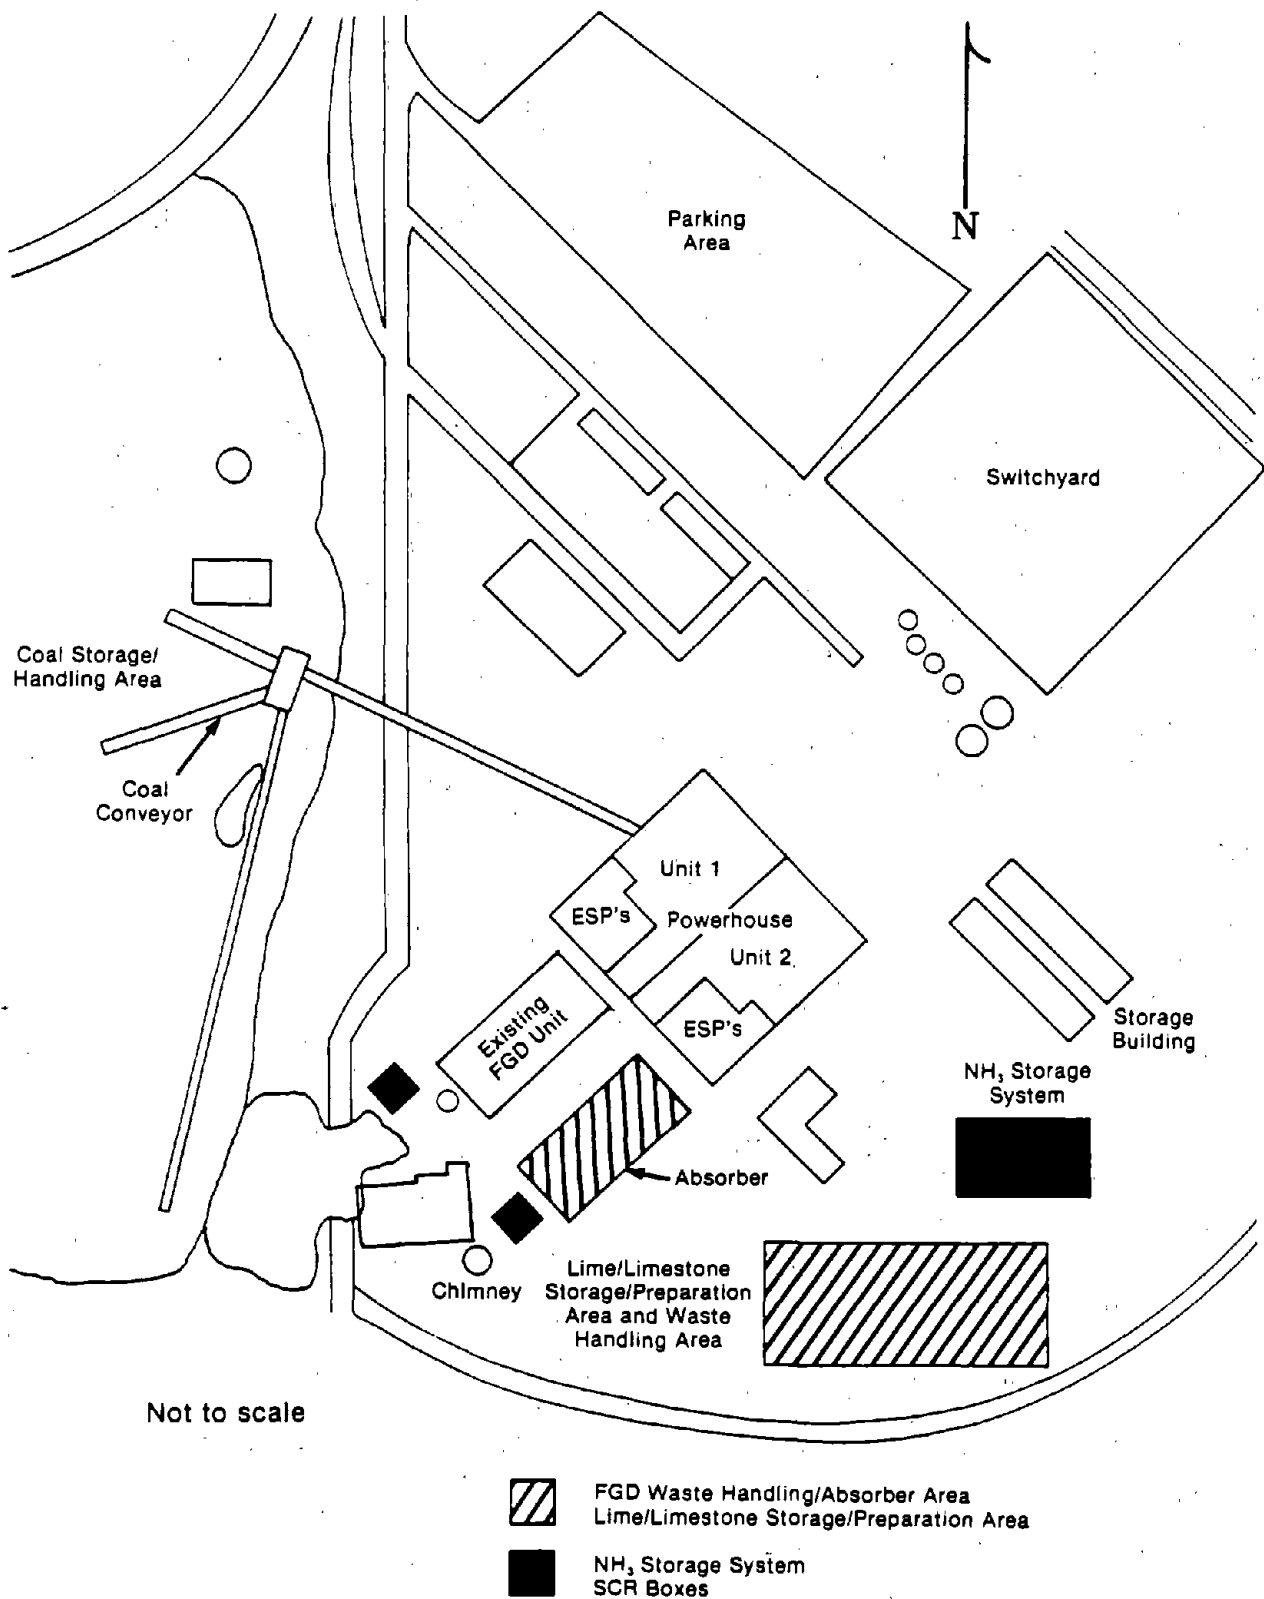 Parking
Area
N
Switchyard
Coal Storage/
Handling Area
Coal
Conveyor
Unit 1
ESP's
Powerhouse
Unit 2
ESP's
Existing
FGD Unit
Storage
Building
NH₃ Storage
System
Absorber
Chimney
Lime/Limestone
Storage/Preparation
Area and Waste
Handling Area
Not to scale
FGD Waste Handling/Absorber Area
Lime/Limestone Storage/Preparation Area
NH₃ Storage System
SCR Boxes